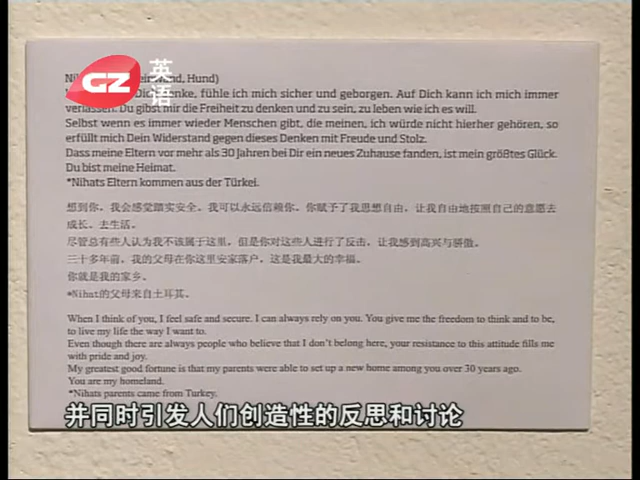 GZ 英语
Hund)
fühle ich mich sicher und geborgen. Auf Dich kann ich mich immer
verlassen. Du gibst mir die Freiheit zu denken und zu sein, zu leben wie ich es will.
Selbst wenn es immer wieder Menschen gibt, die meinen, ich würde nicht hierher gehören, so
erfüllt mich Dein Widerstand gegen dieses Denken mit Freude und Stolz.
Dass meine Eltern vor mehr als 30 Jahren bei Dir ein neues Zuhause fanden, ist mein größtes Glück.
Du bist meine Heimat.
*Nihats Eltern kommen aus der Türkei.
想到你，我会感觉踏实安全。我可以永远信赖你。你赋予了我思想自由，让我自由地按照自己的意愿去
成长。去生活。
尽管总有些人认为我不该属于这里，但是你对这些人进行了反击，让我感到高兴与骄傲。
三十多年前，我的父母在你这里安家落户，这是我最大的幸福。
你就是我的家乡。
*Nihat的父母来自土耳其。
When I think of you, I feel safe and secure. I can always rely on you. You give me the freedom to think and to be,
to live my life the way I want to.
Even though there are always people who believe that I don't belong here, your resistance to this attitude fills me
with pride and joy.
My greatest good fortune is that my parents were able to set up a new home among you over 30 years ago.
You are my homeland.
*Nihats parents came from Turkey.
并同时引发人们创造性的反思和讨论